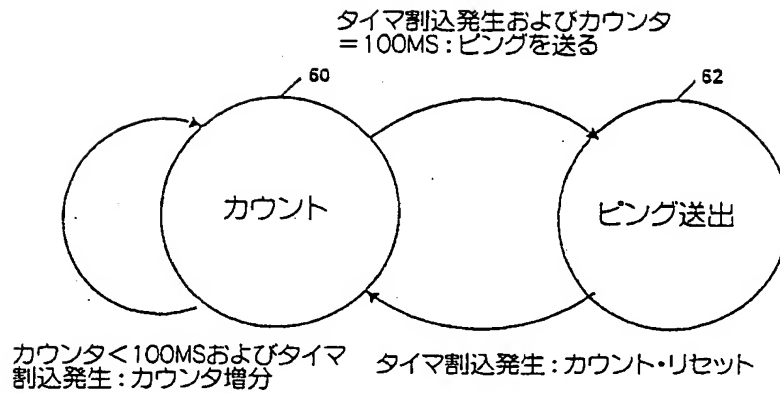 タイマ割込発生およびカウンタ
=100MS:ピングを送る
60
62
カウント
ピング送出
カウンタ<100MSおよびタイマ
割込発生:カウンタ増分
タイマ割込発生:カウント・リセット